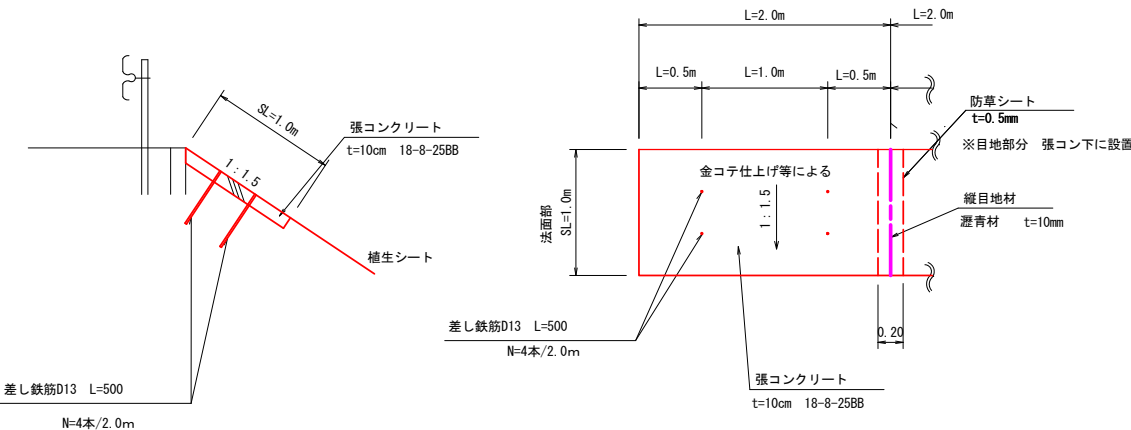 SL=1.0m
張コンクリート
t=10cm 18-8-25BB
1:1.5
植生シート
差し鉄筋D13 L=500
N=4本/2.0m
L=2.0m
L=2.0m
L=0.5m
L=1.0m
L=0.5m
防草シート
t=0.5mm
※目地部分 張コン下に設置
金コテ仕上げ等による
1:1.5
法面部
SL=1.0m
縦目地材
瀝青材 t=10mm
差し鉄筋D13 L=500
N=4本/2.0m
0.20
張コンクリート
t=10cm 18-8-25BB